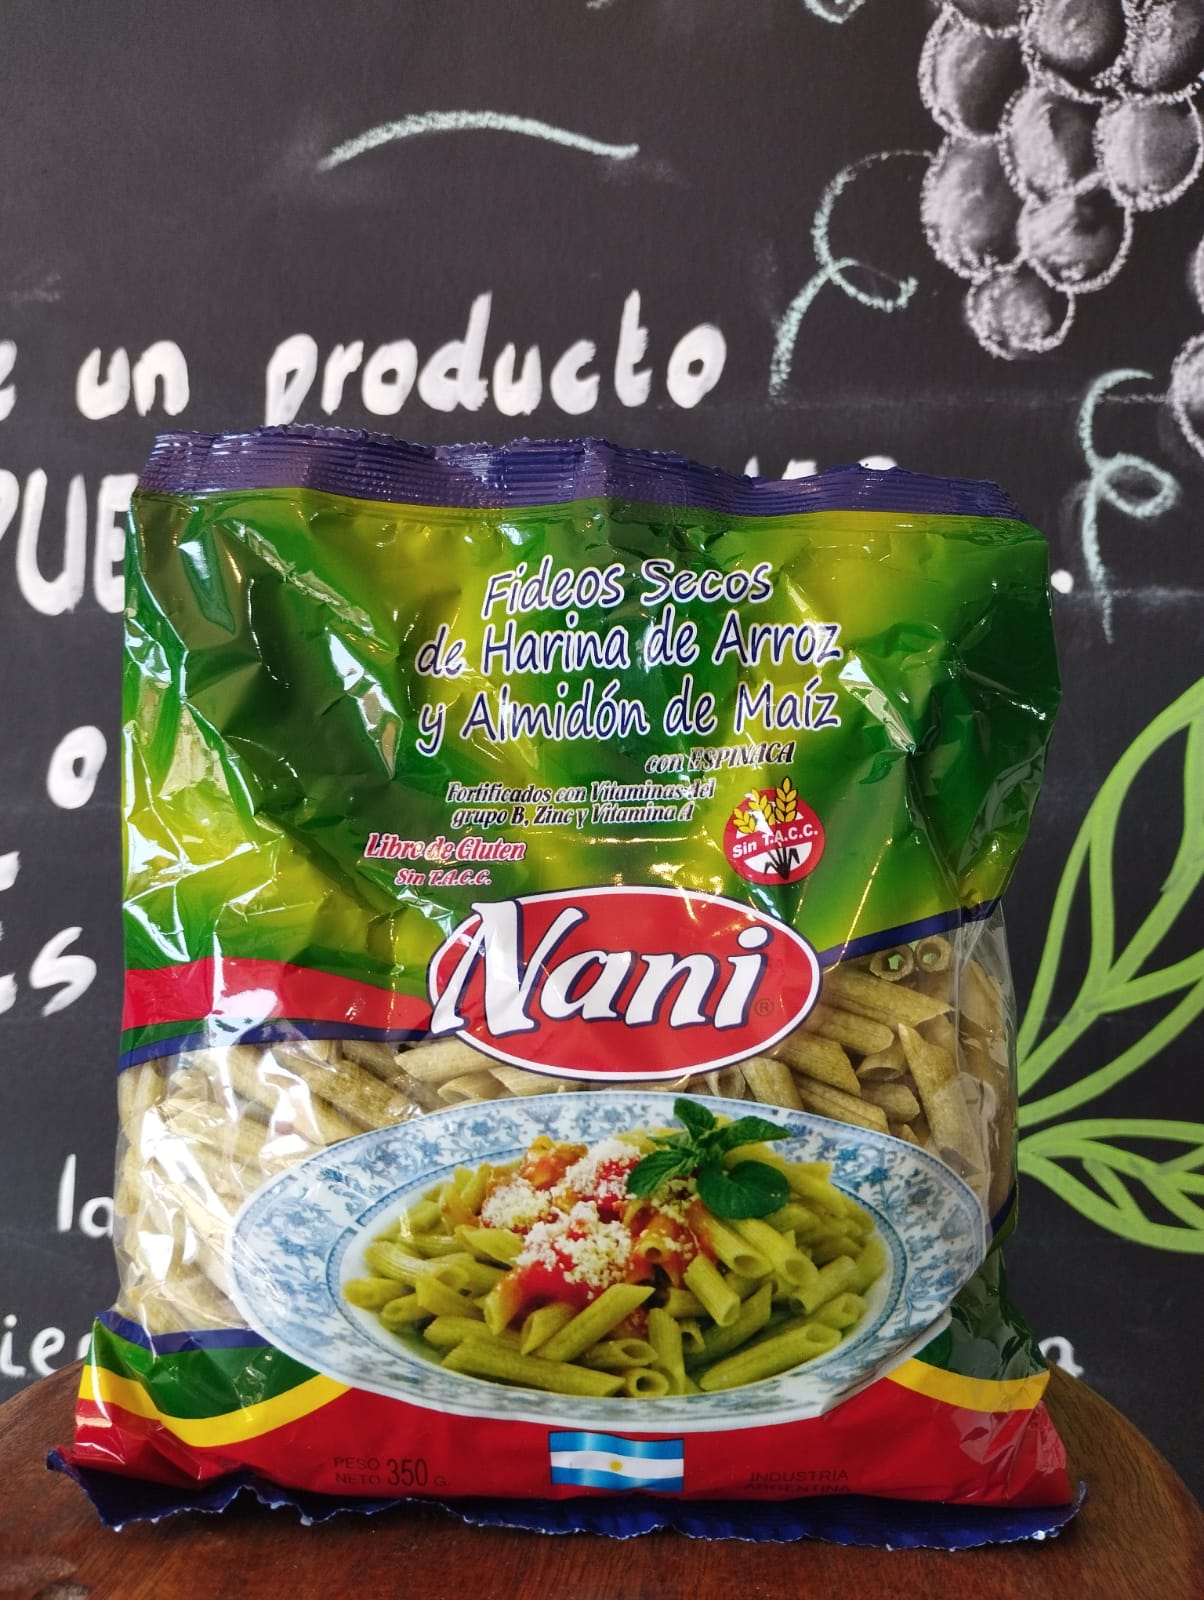 un producto
o
la
Fideos Secos
de Harina de Arroz
y Almidón de Maíz
con ESPINACA
Fortificados con Vitaminas del
grupo B, Zinc y Vitamina A
Libre de Gluten
Sin T.A.C.C.
Sin T.A.C.C.
Nani ®
PESO
NETO 350 G.
INDUSTRIA
ARGENTINA